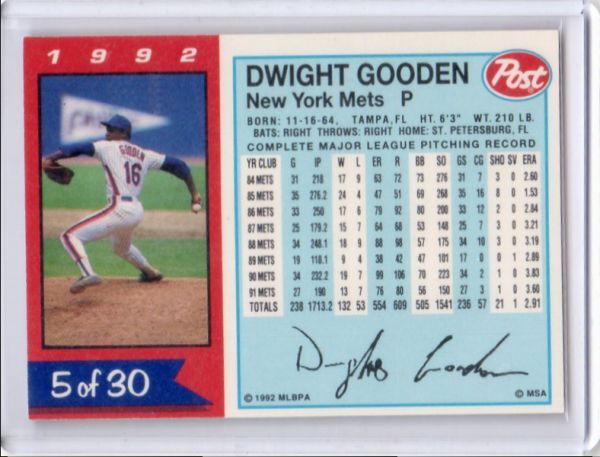 1992
GOODEN
16
5 of 30
DWIGHT GOODEN
Post
New York Mets P
BORN: 11-16-64, TAMPA, FL HT. 6'3" WT. 210 LB.
BATS: RIGHT THROWS: RIGHT HOME: ST. PETERSBURG, FL
COMPLETE MAJOR LEAGUE PITCHING RECORD
YR CLUB G IP W L ER R BB SO GS CG SHO SV ERA
84 METS 31 218 17 9 63 72 73 276 31 7 3 0 2.60
85 METS 35 276.2 24 4 47 51 69 268 35 16 8 0 1.53
86 METS 33 250 17 6 79 92 80 200 33 12 2 0 2.84
87 METS 25 179.2 15 7 64 68 53 148 25 7 3 0 3.21
88 METS 34 248.1 18 9 88 98 57 175 34 10 3 0 3.19
89 METS 19 118.1 9 4 38 42 47 101 17 0 0 1 2.89
90 METS 34 232.2 19 7 99 106 70 223 34 2 1 0 3.83
91 METS 27 190 13 7 76 80 56 150 27 3 1 0 3.60
TOTALS 238 1713.2 132 53 554 609 505 1541 236 57 21 1 2.91
Dwight Gooden
© 1992 MLBPA
© MSA